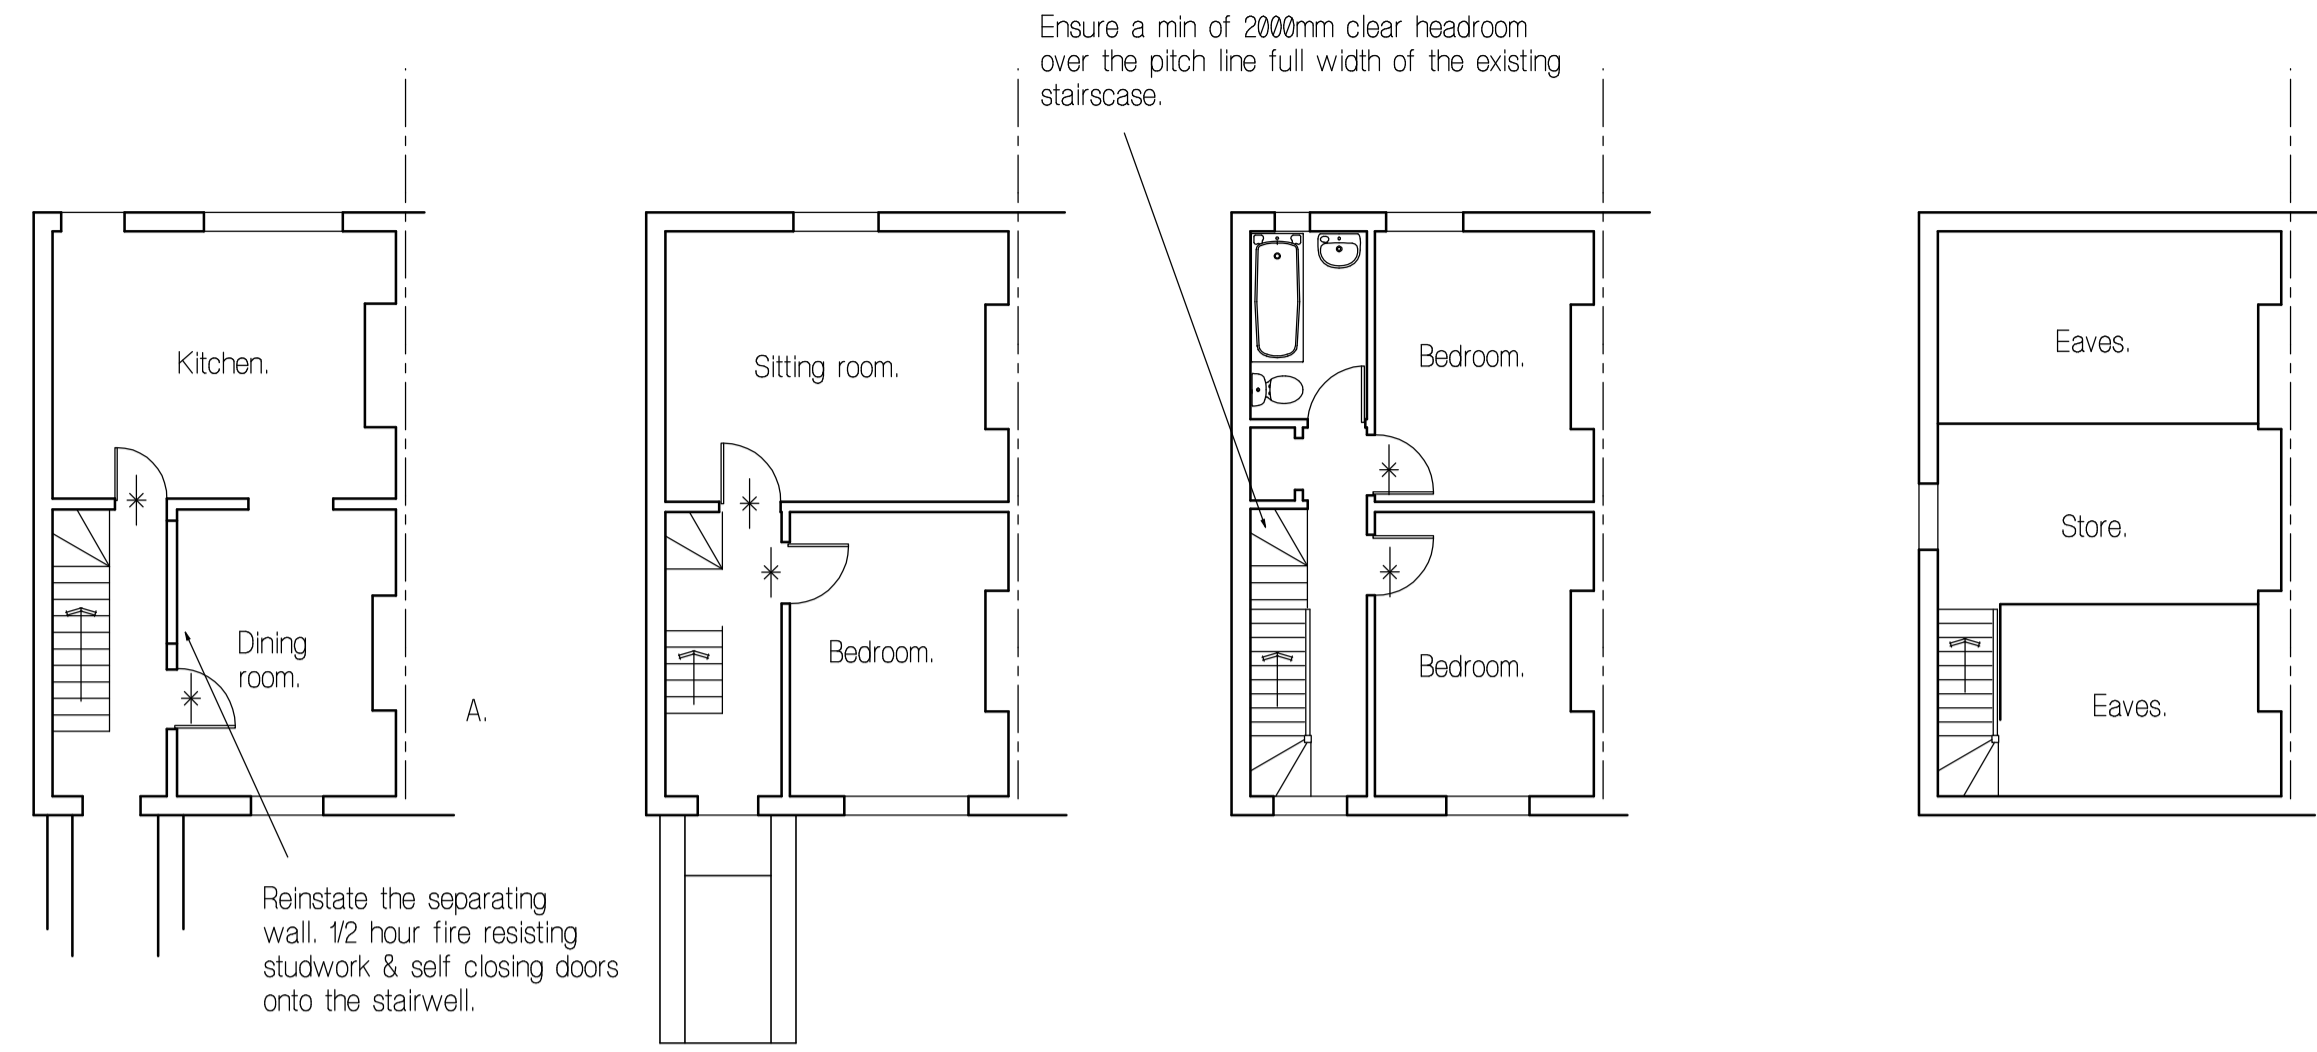 Ensure a min of 2000mm clear headroom
over the pitch line full width of the existing
stairscase.
Kitchen.
Dining
room.
A.
Reinstate the separating
wall. 1/2 hour fire resisting
studwork & self closing doors
onto the stairwell.
Sitting room.
Bedroom.
Bedroom.
Bedroom.
Eaves.
Store.
Eaves.